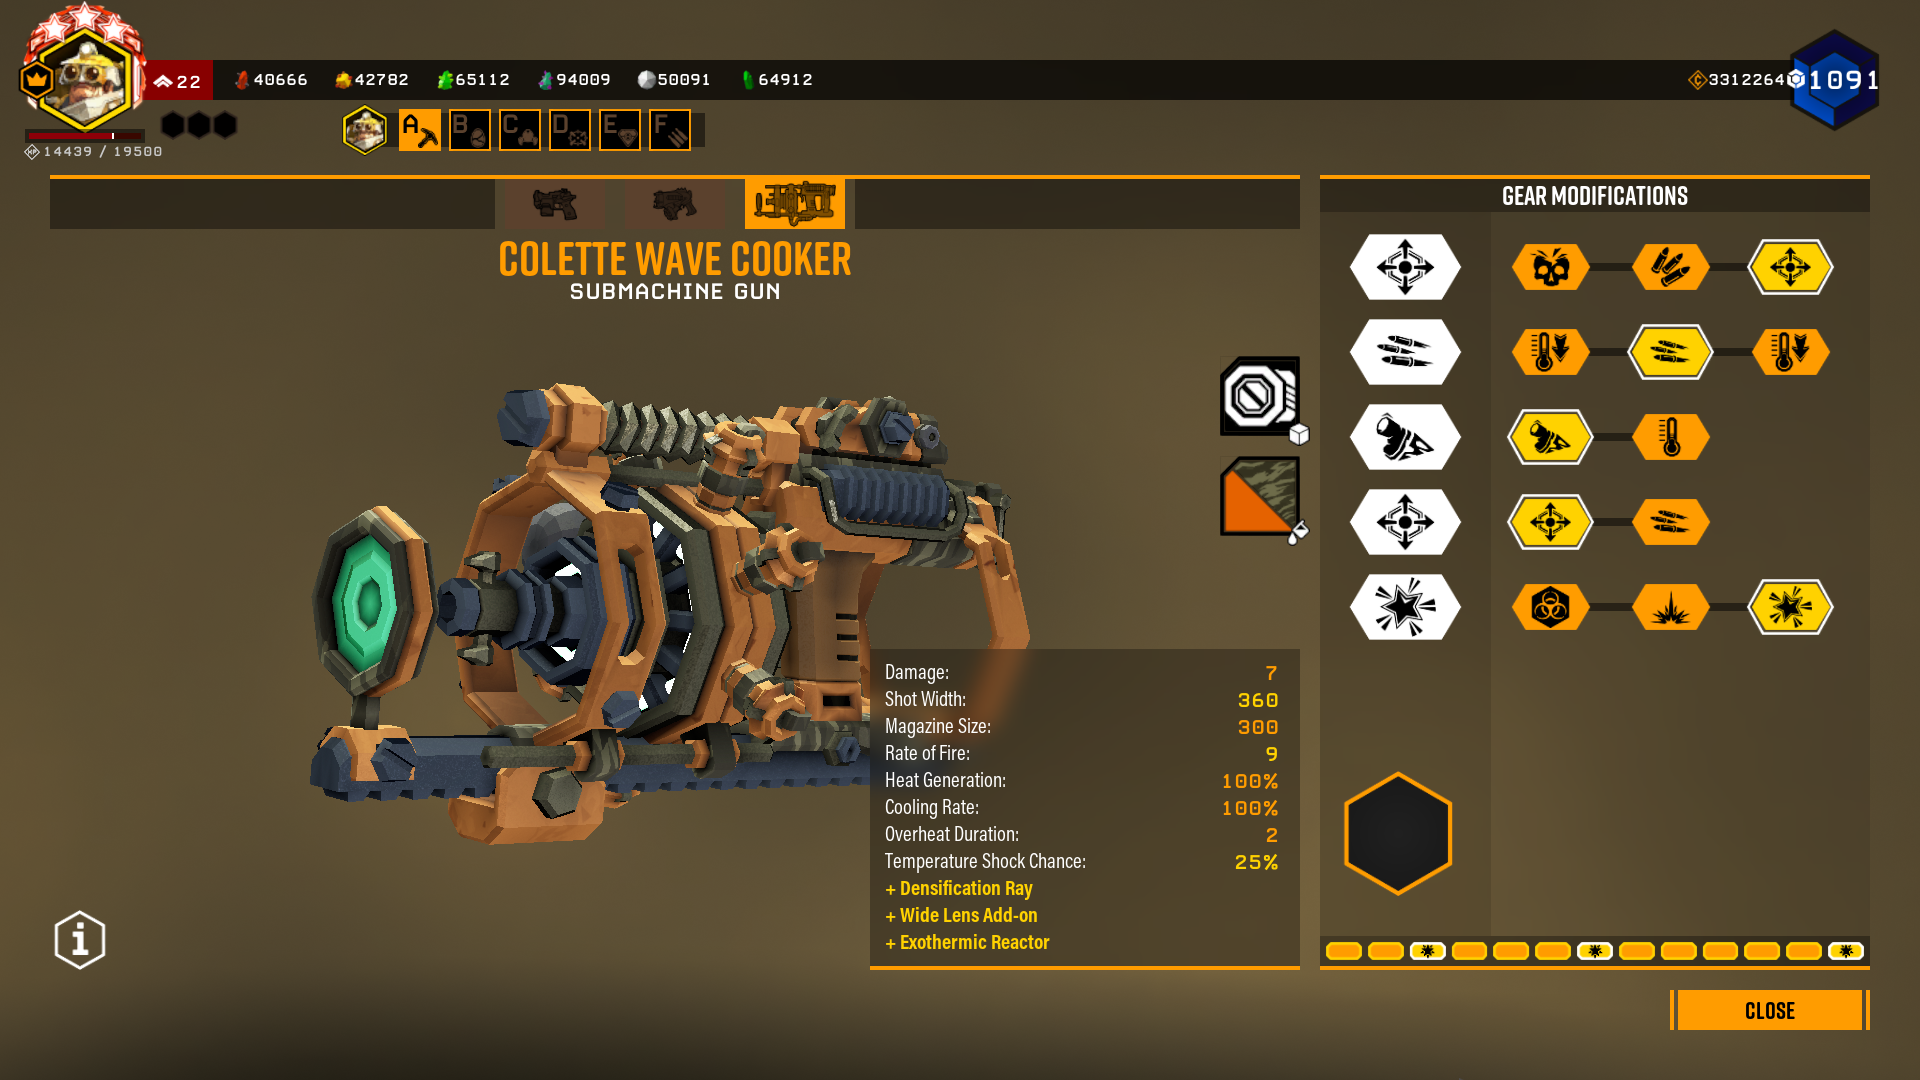 22
40666
42782
65112
94009
50091
64912
3312264
1091
14439 / 19500
A
B
C
D
E
F
GEAR MODIFICATIONS
COLETTE WAVE COOKER
SUBMACHINE GUN
Damage: 7
Shot Width: 360
Magazine Size: 300
Rate of Fire: 9
Heat Generation: 100%
Cooling Rate: 100%
Overheat Duration: 2
Temperature Shock Chance: 25%
+ Densification Ray
+ Wide Lens Add-on
+ Exothermic Reactor
CLOSE